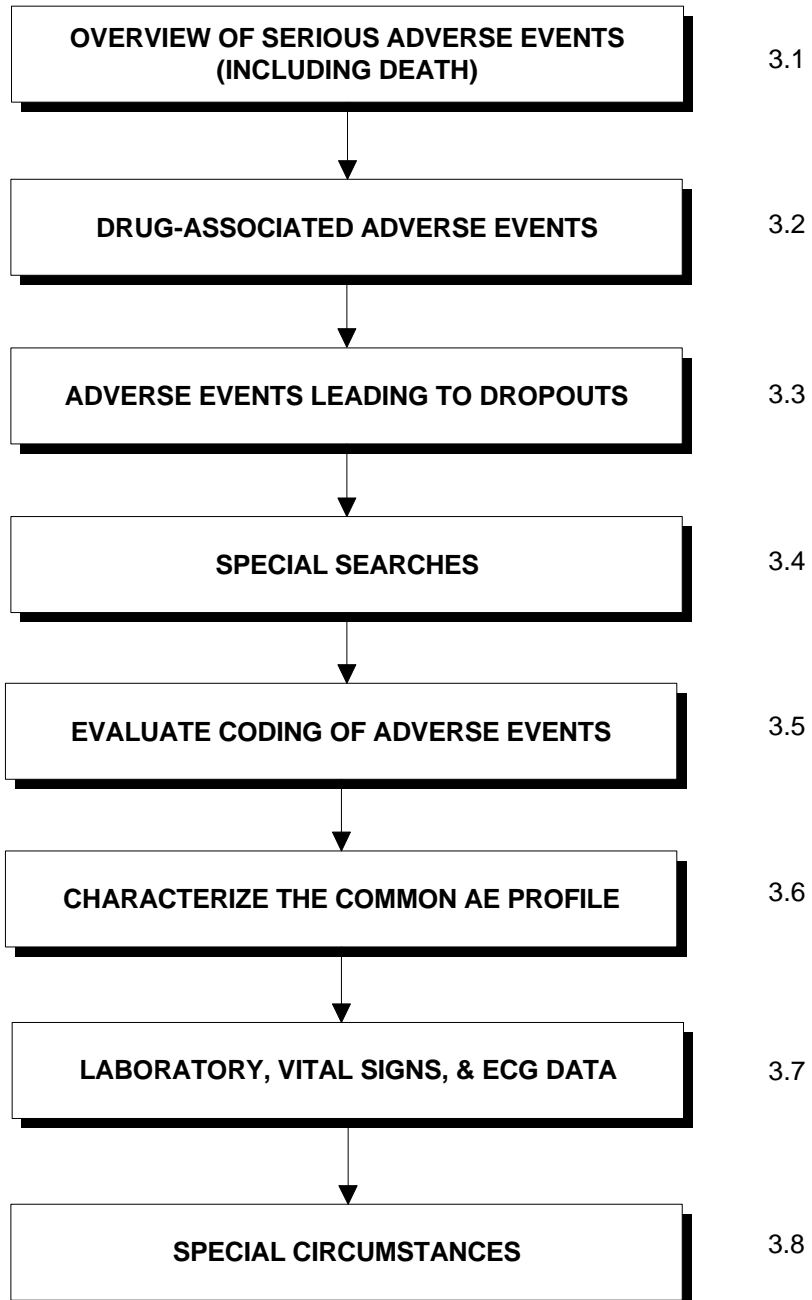 OVERVIEW OF SERIOUS ADVERSE EVENTS
(INCLUDING DEATH)
3.1
DRUG-ASSOCIATED ADVERSE EVENTS
3.2
ADVERSE EVENTS LEADING TO DROPOUTS
3.3
SPECIAL SEARCHES
3.4
EVALUATE CODING OF ADVERSE EVENTS
3.5
CHARACTERIZE THE COMMON AE PROFILE
3.6
LABORATORY, VITAL SIGNS, & ECG DATA
3.7
SPECIAL CIRCUMSTANCES
3.8